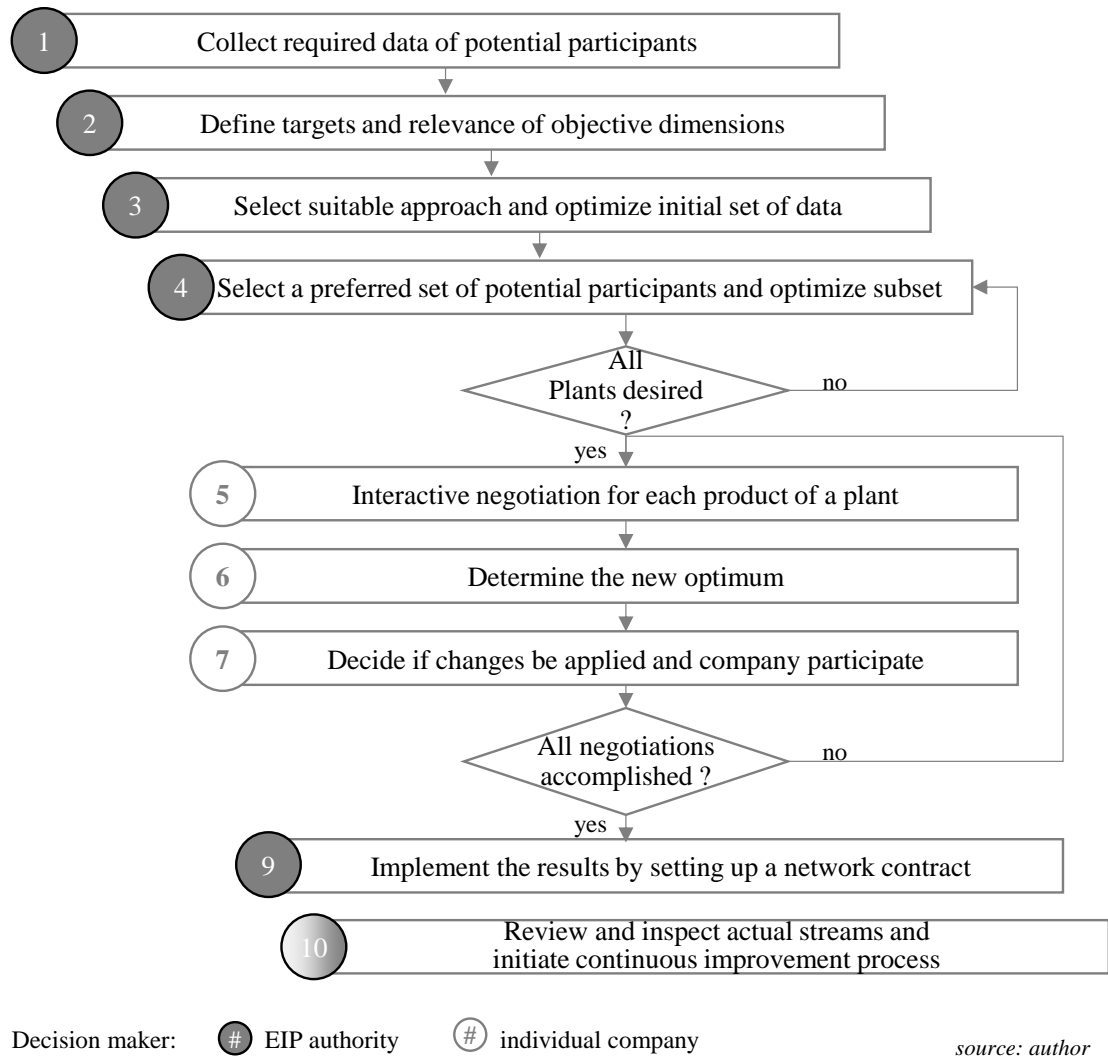 1 Collect required data of potential participants
2 Define targets and relevance of objective dimensions
3 Select suitable approach and optimize initial set of data
4 Select a preferred set of potential participants and optimize subset
All
Plants desired
?
no
yes
5 Interactive negotiation for each product of a plant
6 Determine the new optimum
7 Decide if changes be applied and company participate
All negotiations
accomplished ?
no
yes
9 Implement the results by setting up a network contract
10 Review and inspect actual streams and
initiate continuous improvement process
Decision maker: # EIP authority # individual company
source: author